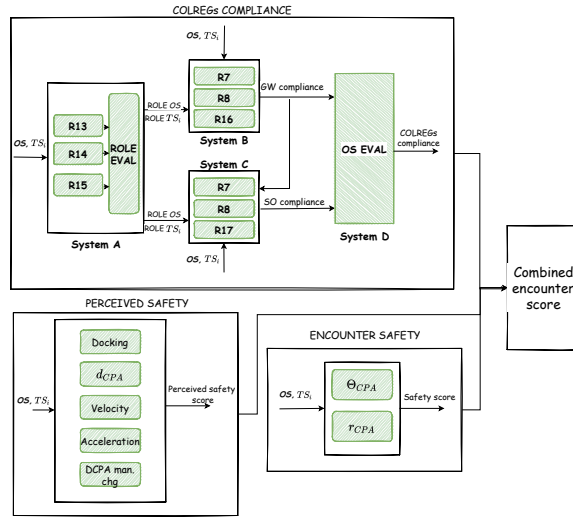 COLREGs COMPLIANCE
OS, TSᵢ
R7
R8
R16
System B
GW compliance
R13
R14
R15
ROLE
EVAL
System A
OS, TSᵢ
ROLE OS
ROLE TSᵢ
System C
R7
R8
R17
SO compliance
ROLE OS
ROLE TSᵢ
OS, TSᵢ
OS EVAL
System D
COLREGs
compliance
Combined
encounter
score
PERCEIVED SAFETY
OS, TSᵢ
Docking
d_CPA
Velocity
Acceleration
DCPA man.
chg
Perceived safety
score
ENCOUNTER SAFETY
OS, TSᵢ
Θ_CPA
r_CPA
Safety score